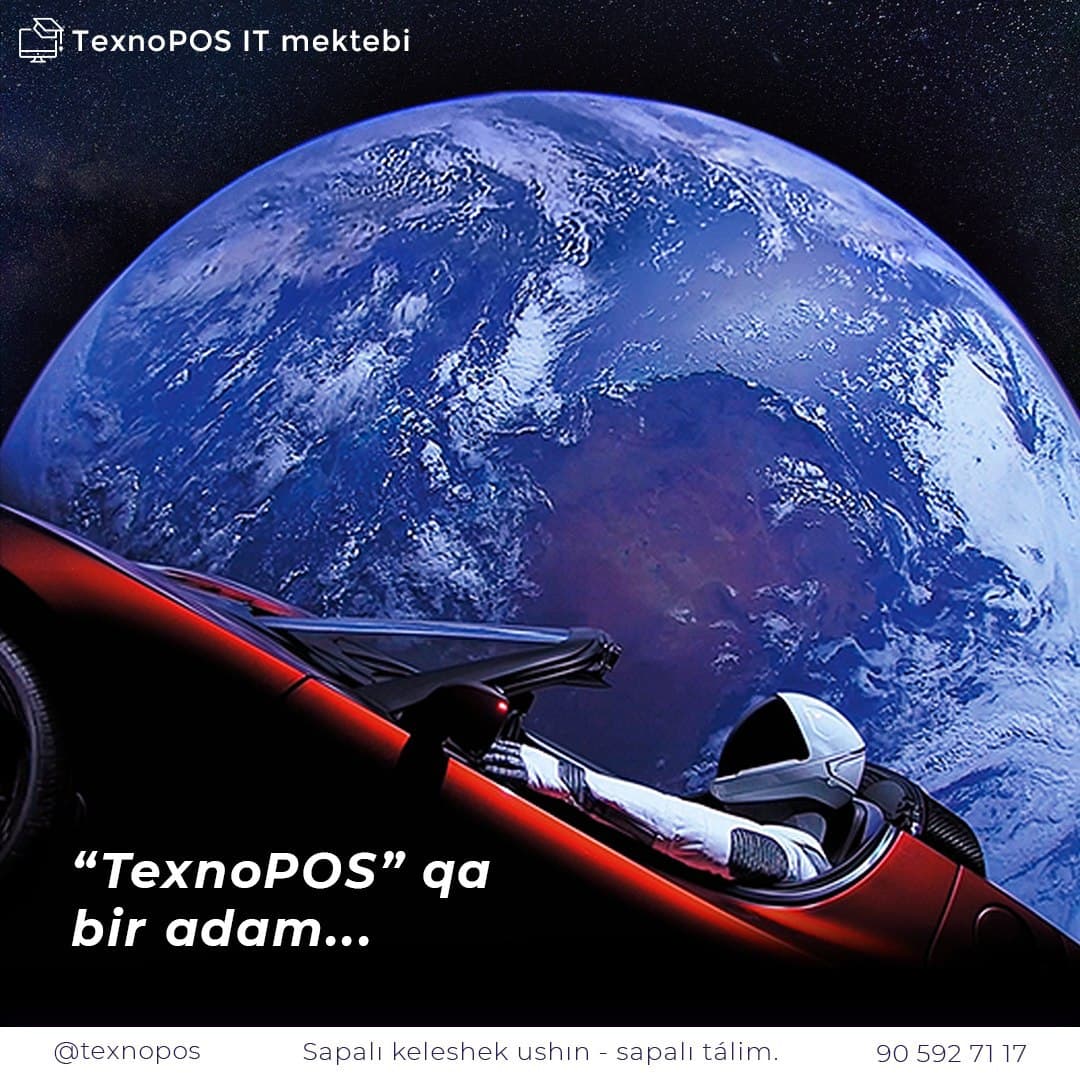 TexnoPOS IT mektebi
“TexnoPOS” qa
bir adam...
@texnopos
Sapalı keleshek ushın - sapalı tálim.
90 592 71 17